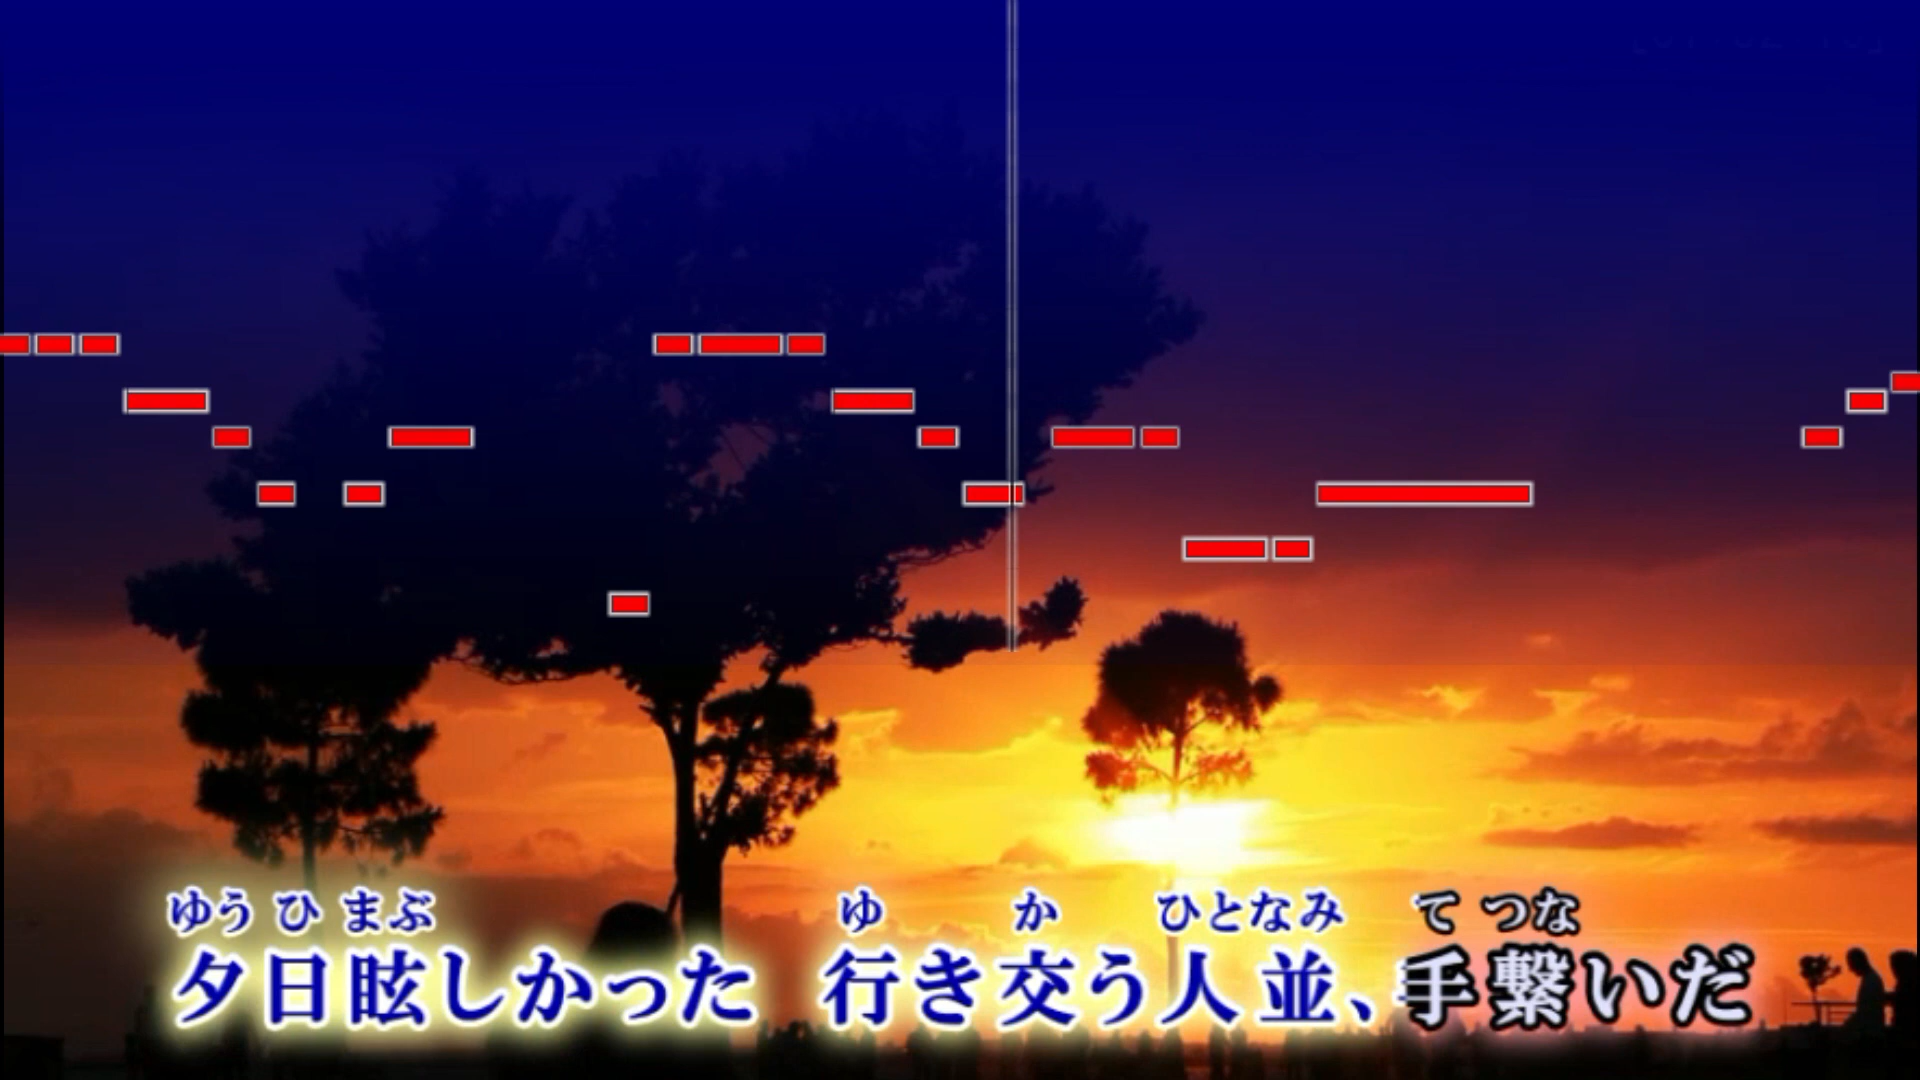 ゆう ひ まぶ ゆ か ひとなみ て つな
夕日眩しかった 行き交う人並、手繋いだ